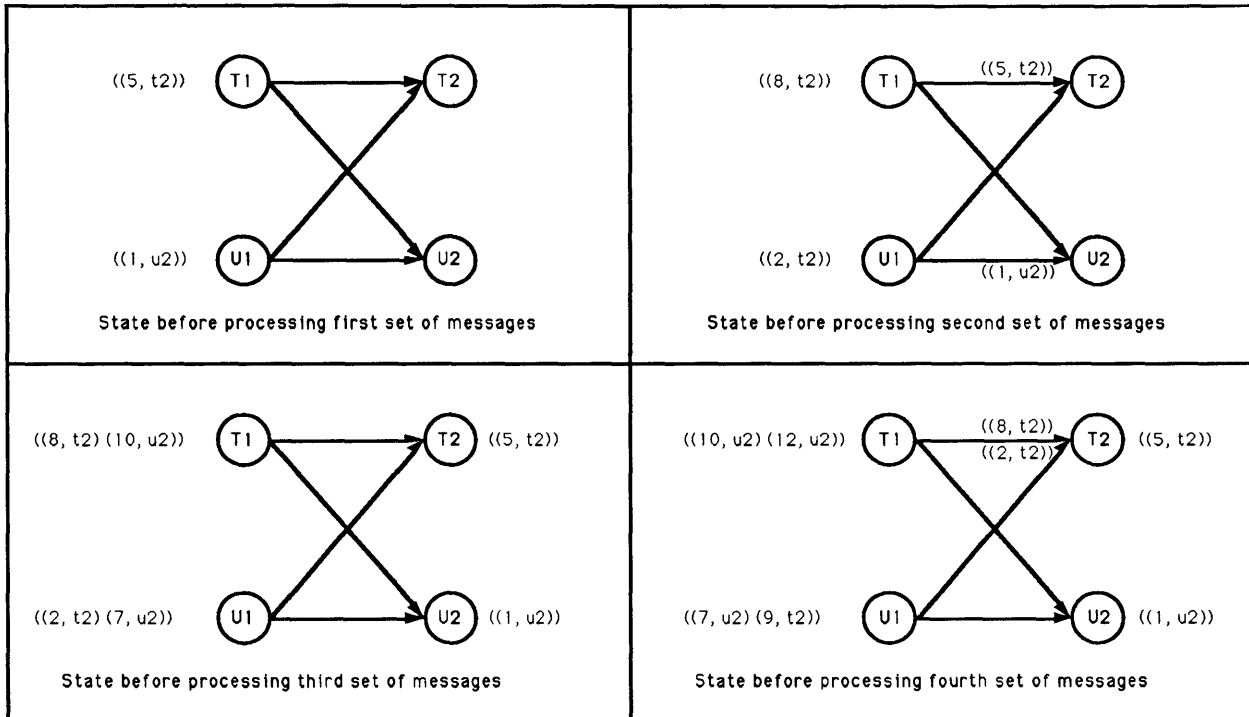 ((5, t2)) T1 T2
((1, u2)) U1 U2
State before processing first set of messages
((8, t2)) T1 ((5, t2)) T2
((2, t2)) U1 ((1, u2)) U2
State before processing second set of messages
((8, t2) (10, u2)) T1 T2 ((5, t2))
((2, t2) (7, u2)) U1 U2 ((1, u2))
State before processing third set of messages
((10, u2) (12, u2)) T1 ((8, t2)) T2 ((5, t2))
((2, t2))
((7, u2) (9, t2)) U1 U2 ((1, u2))
State before processing fourth set of messages